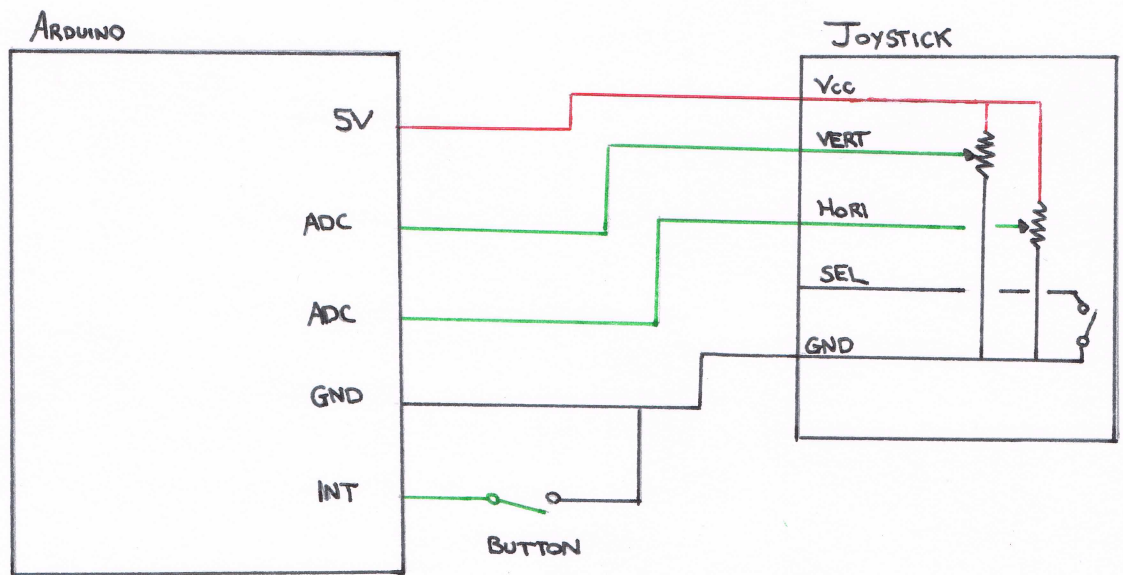 ARDUINO
JOYSTICK
5V
ADC
ADC
GND
INT
BUTTON
VCC
VERT
HORI
SEL
GND